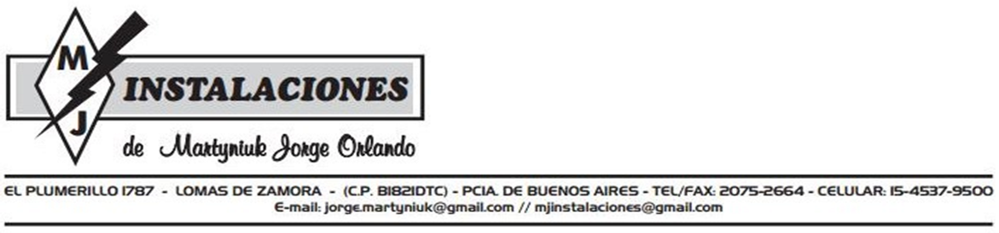 M
J
INSTALACIONES
de Martyniuk Jorge Orlando
EL PLUMERILLO 1787 - LOMAS DE ZAMORA - (C.P. B1821DTC) - PCIA. DE BUENOS AIRES - TEL/FAX: 2075-2664 - CELULAR: 15-4537-9500
E-mail: jorge.martyniuk@gmail.com // mjinstalaciones@gmail.com